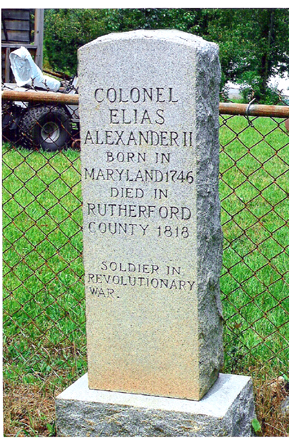 COLONEL
ELIAS
ALEXANDER II
BORN IN
MARYLAND 1746
DIED IN
RUTHERFORD
COUNTY 1818
SOLDIER IN
REVOLUTIONARY
WAR.